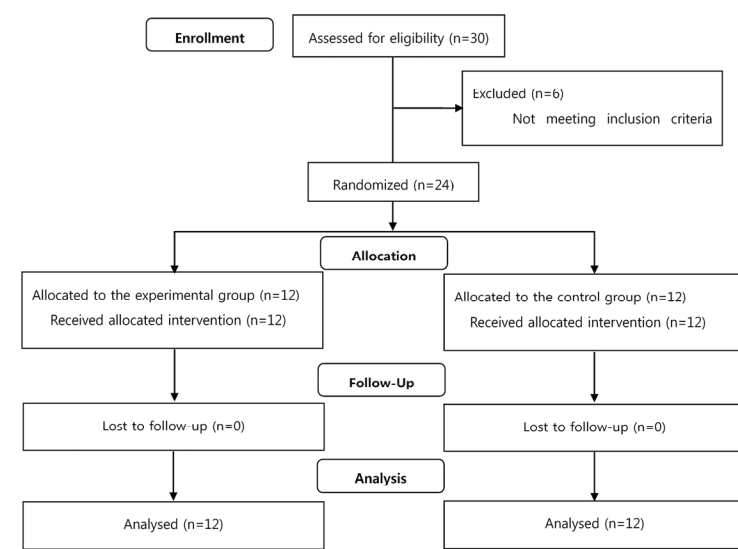 Enrollment
Assessed for eligibility (n=30)
Excluded (n=6)
Not meeting inclusion criteria
Randomized (n=24)
Allocation
Allocated to the experimental group (n=12)
Received allocated intervention (n=12)
Allocated to the control group (n=12)
Received allocated intervention (n=12)
Follow-Up
Lost to follow-up (n=0)
Lost to follow-up (n=0)
Analysis
Analysed (n=12)
Analysed (n=12)